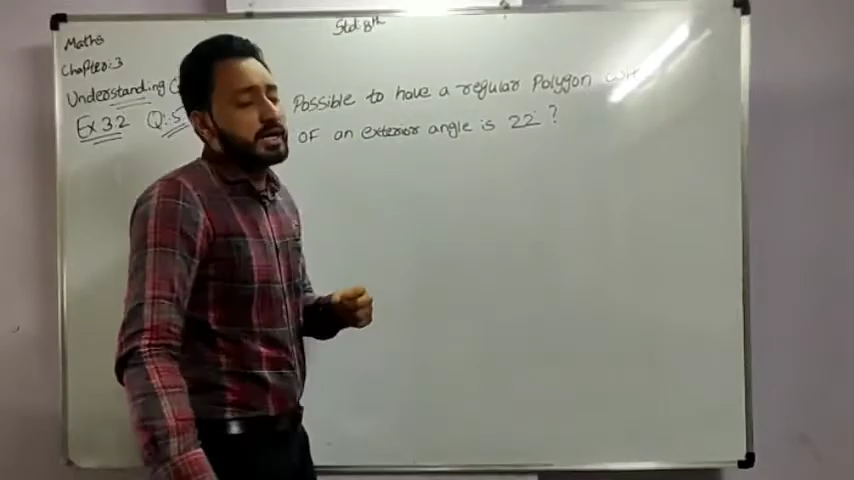 Std:8th
Maths
Chapter:3
Understanding
Ex 3.2 Q:5
Possible to have a regular Polygon
OF an exterior angle is 22° ?